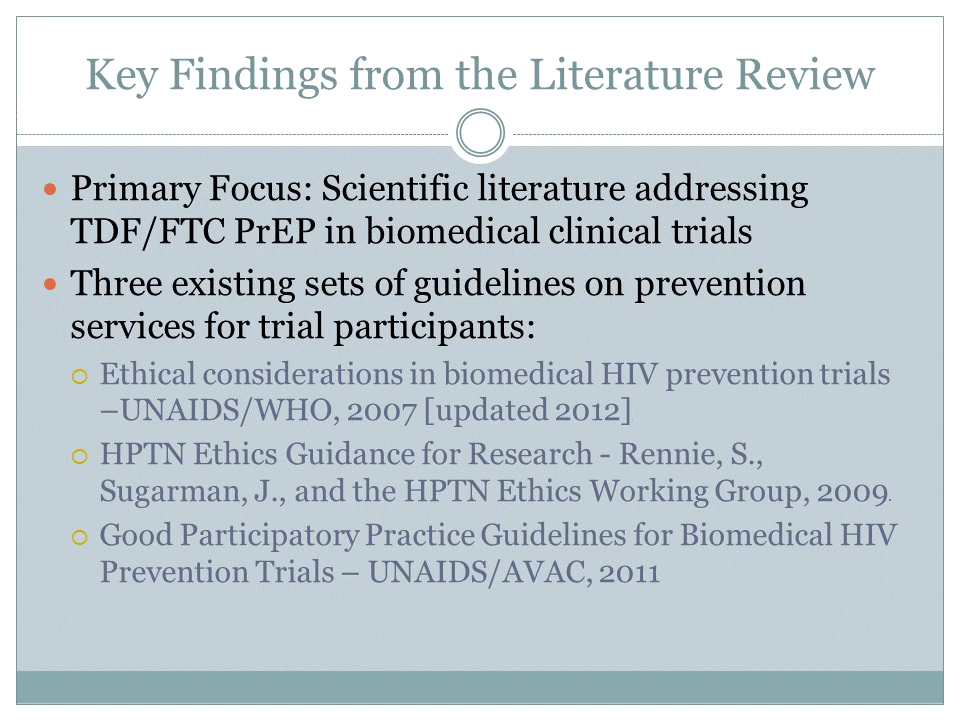 Key Findings from the Literature Review
Primary Focus: Scientific literature addressing
TDF/FTC PrEP in biomedical clinical trials
Three existing sets of guidelines on prevention
services for trial participants:
Ethical considerations in biomedical HIV prevention trials
–UNAIDS/WHO, 2007 [updated 2012]
HPTN Ethics Guidance for Research - Rennie, S.,
Sugarman, J., and the HPTN Ethics Working Group, 2009.
Good Participatory Practice Guidelines for Biomedical HIV
Prevention Trials – UNAIDS/AVAC, 2011